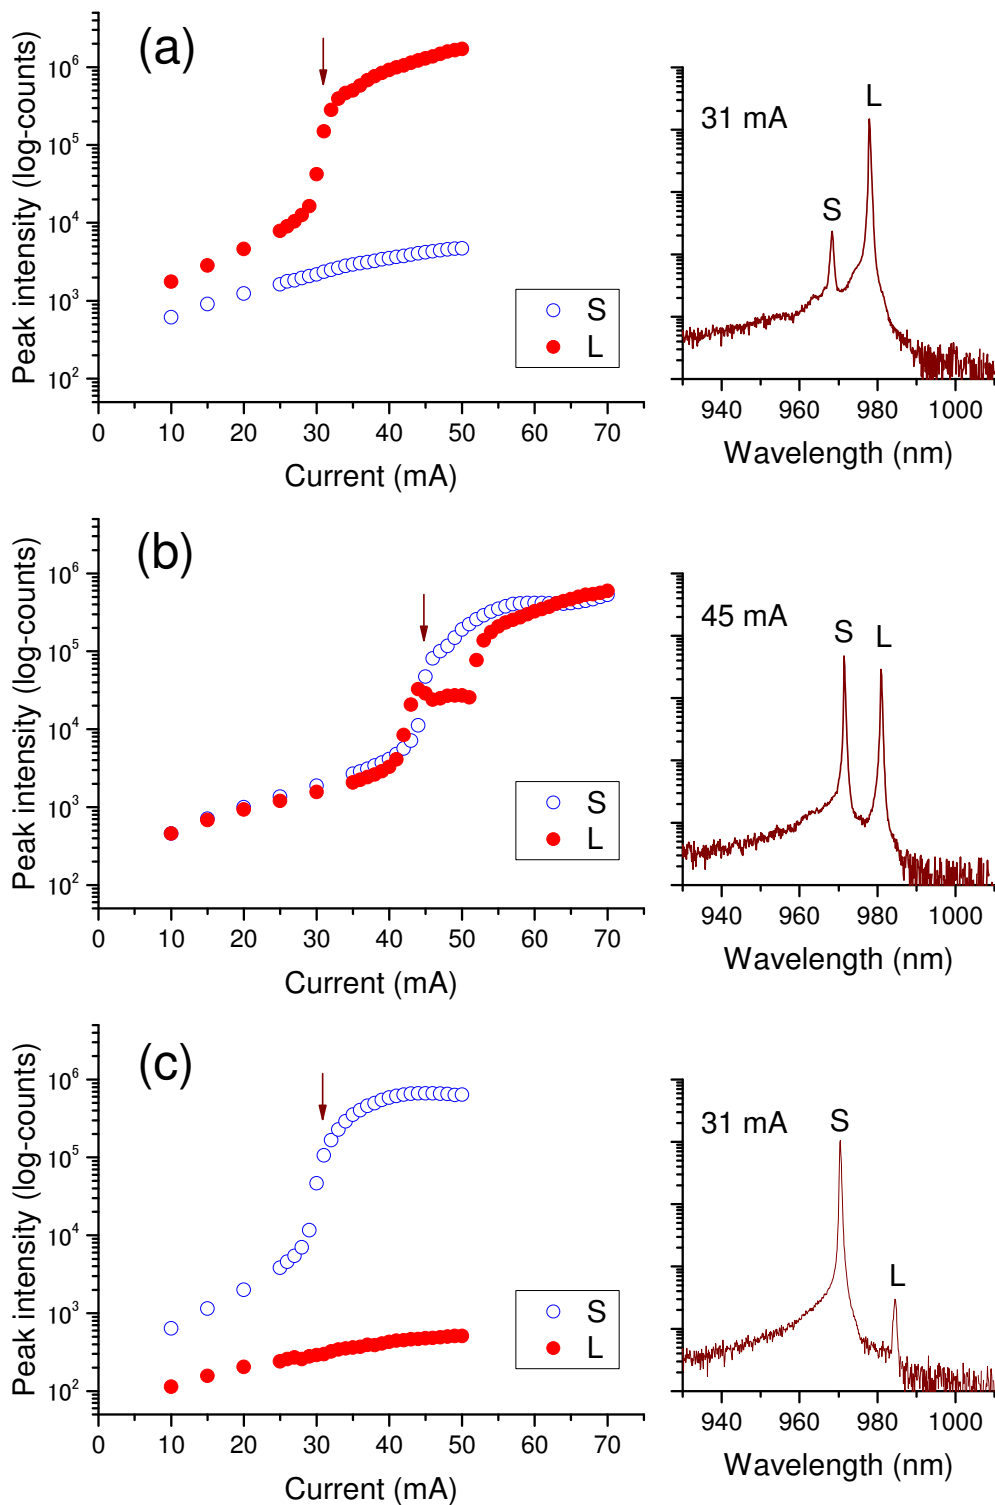 (a)
Peak intensity (log-counts)
10^6
10^5
10^4
10^3
10^2
S
L
0 10 20 30 40 50 60 70
Current (mA)
31 mA
S
L
940 960 980 1000
Wavelength (nm)
(b)
Peak intensity (log-counts)
10^6
10^5
10^4
10^3
10^2
S
L
0 10 20 30 40 50 60 70
Current (mA)
45 mA
S L
940 960 980 1000
Wavelength (nm)
(c)
Peak intensity (log-counts)
10^6
10^5
10^4
10^3
10^2
S
L
0 10 20 30 40 50 60 70
Current (mA)
31 mA
S
L
940 960 980 1000
Wavelength (nm)